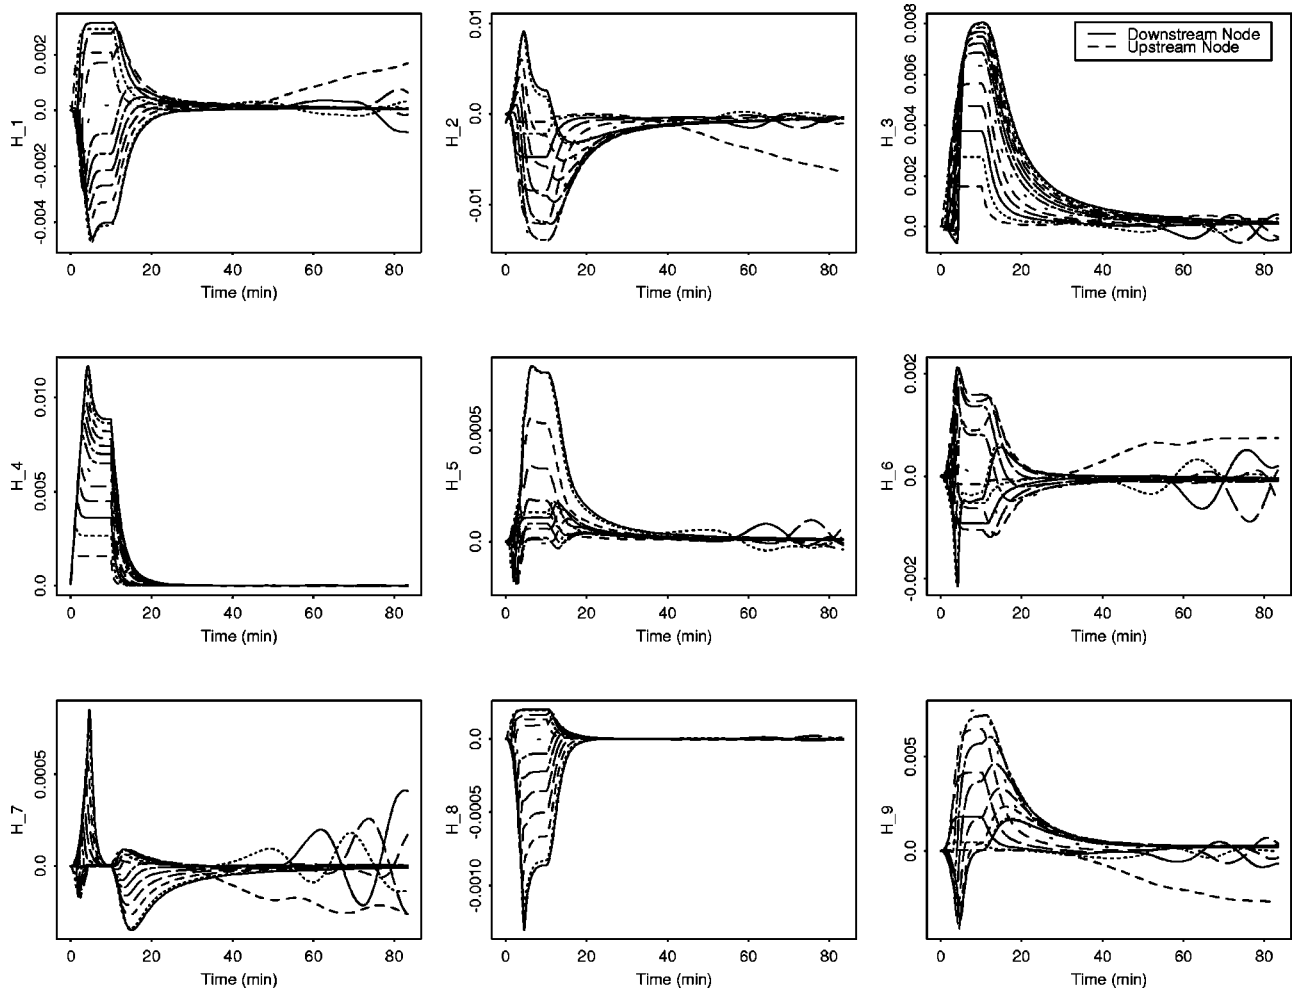 H_1
0.002
0.0
-0.002
-0.004
0 20 40 60 80
Time (min)
H_2
0.01
0.0
-0.01
0 20 40 60 80
Time (min)
H_3
0.008
0.006
0.004
0.002
0.0
0 20 40 60 80
Time (min)
Downstream Node
Upstream Node
H_4
0.010
0.005
0.0
0 20 40 60 80
Time (min)
H_5
0.0005
0.0
0 20 40 60 80
Time (min)
H_6
0.002
0.0
-0.002
0 20 40 60 80
Time (min)
H_7
0.0005
0.0
0 20 40 60 80
Time (min)
H_8
0.0
-0.0005
-0.0010
0 20 40 60 80
Time (min)
H_9
0.005
0.0
0 20 40 60 80
Time (min)